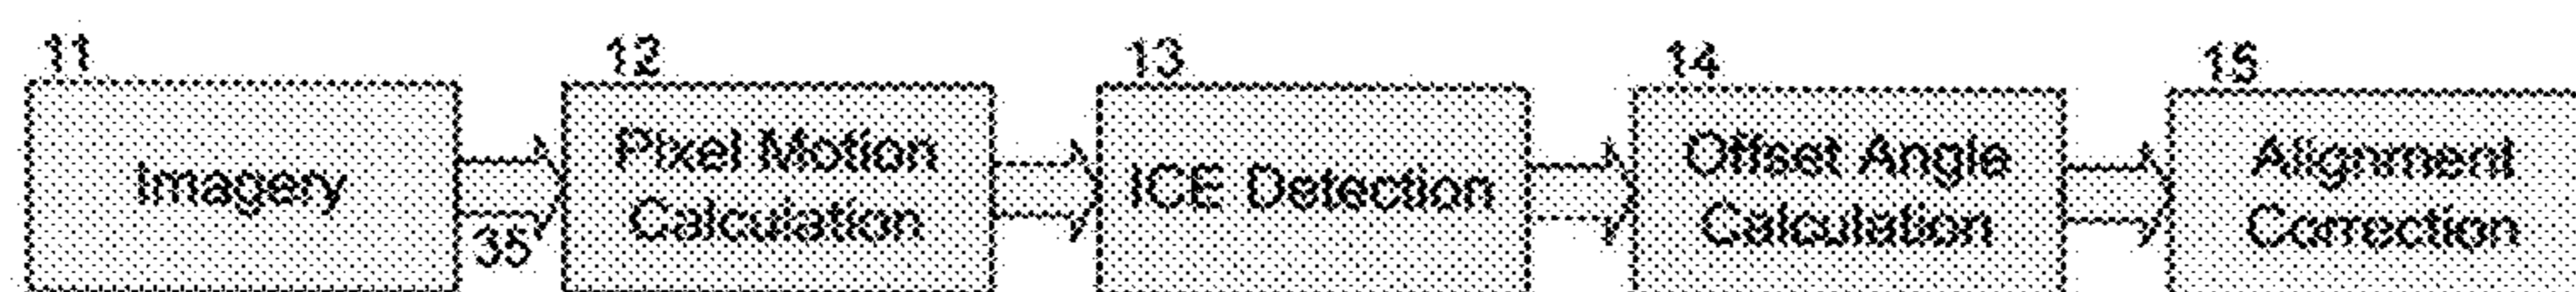 11
12
13
14
15
Imagery
Pixel Motion
Calculation
ICE Detection
Offset Angle
Calculation
Alignment
Correction
35